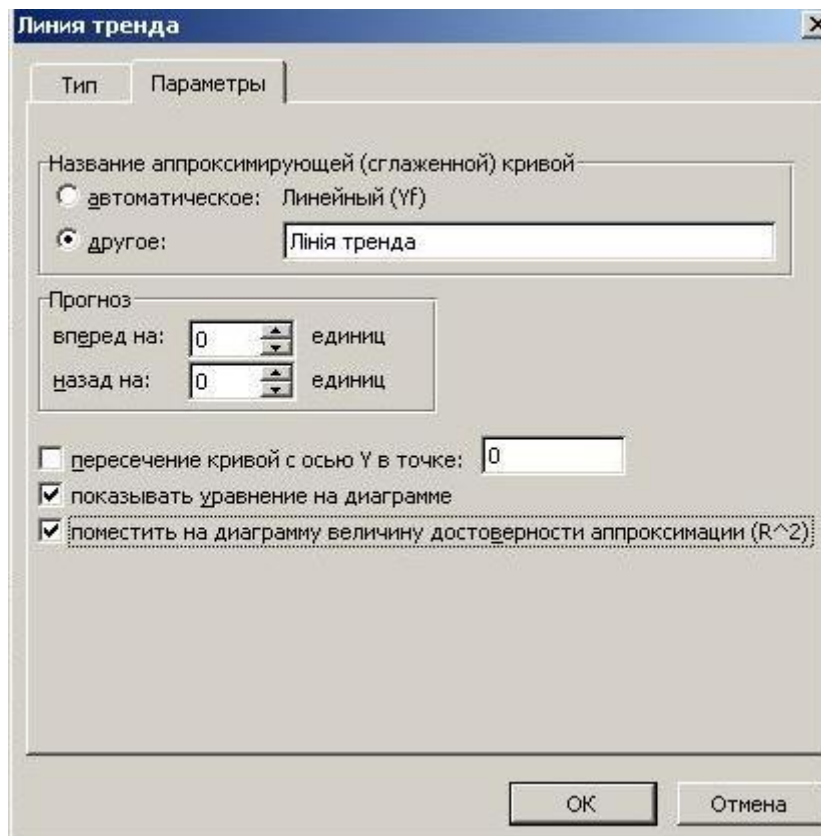 Линия тренда
Тип Параметры
Название аппроксимирующей (сглаженной) кривой
автоматическое: Линейный (Yf)
другое: Лінія тренда
Прогноз
вперед на: 0 единиц
назад на: 0 единиц
пересечение кривой с осью Y в точке: 0
показывать уравнение на диаграмме
поместить на диаграмму величину достоверности аппроксимации (R^2)
ОК Отмена